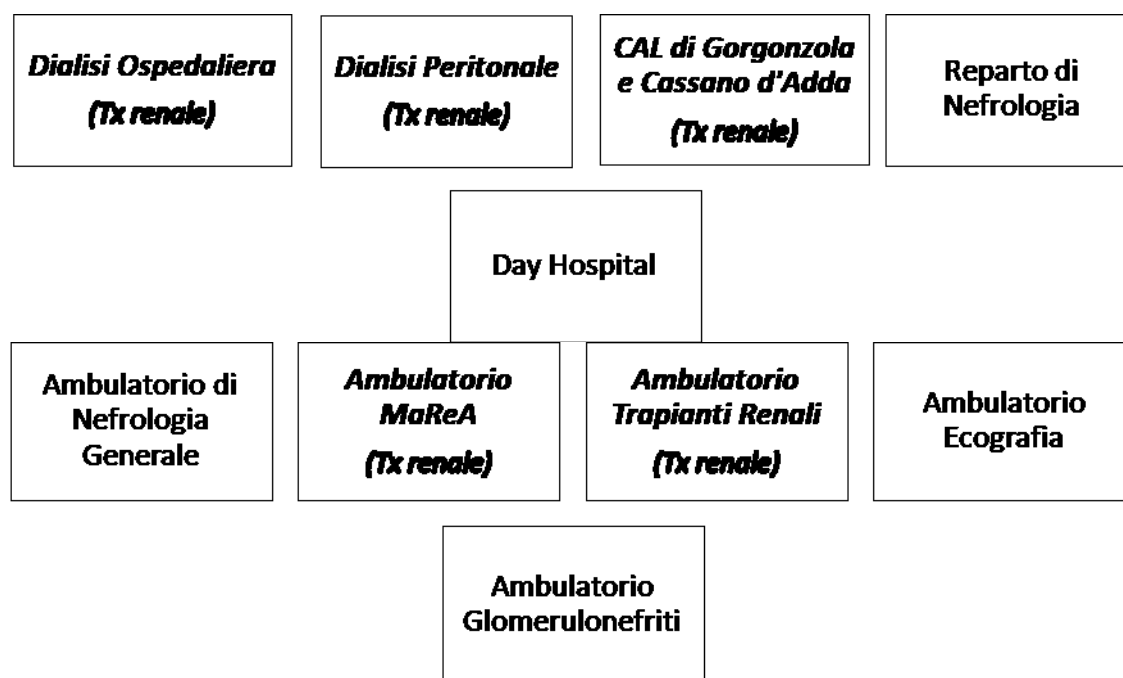 Dialisi Ospedaliera
(Tx renale)
Dialisi Peritonale
(Tx renale)
CAL di Gorgonzola
e Cassano d'Adda
(Tx renale)
Reparto di
Nefrologia
Day Hospital
Ambulatorio di
Nefrologia
Generale
Ambulatorio
MaReA
(Tx renale)
Ambulatorio
Trapianti Renali
(Tx renale)
Ambulatorio
Ecografia
Ambulatorio
Glomerulonefriti